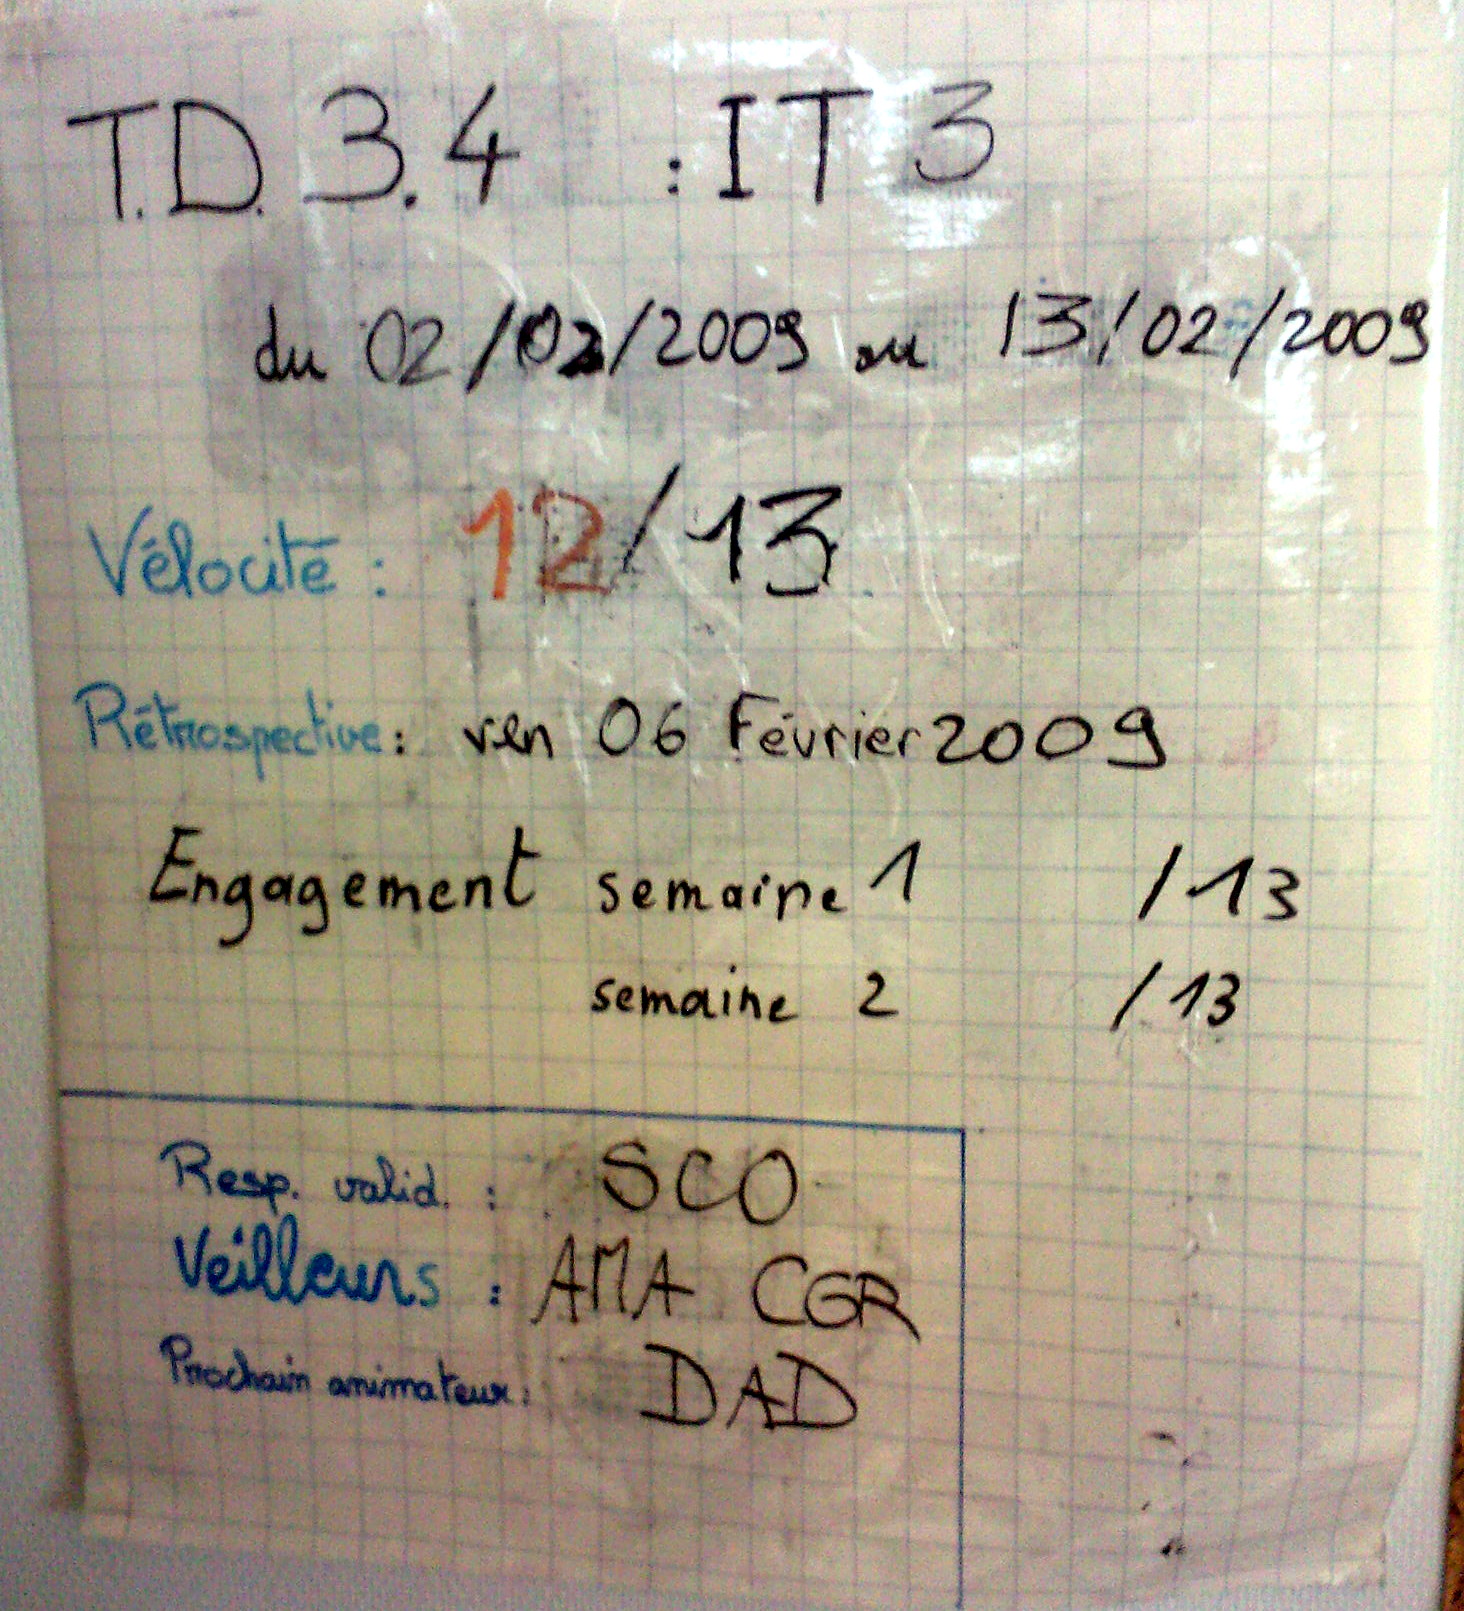 T.D. 3.4 : IT 3
du 02/02/2009 au 13/02/2009
Vélocité : 12/13
Rétrospective : ven 06 Février 2009
Engagement semaine 1 /13
semaine 2 /13
Resp. valid. : SCO
Veilleurs : AMA CGR
Prochain animateur : DAD